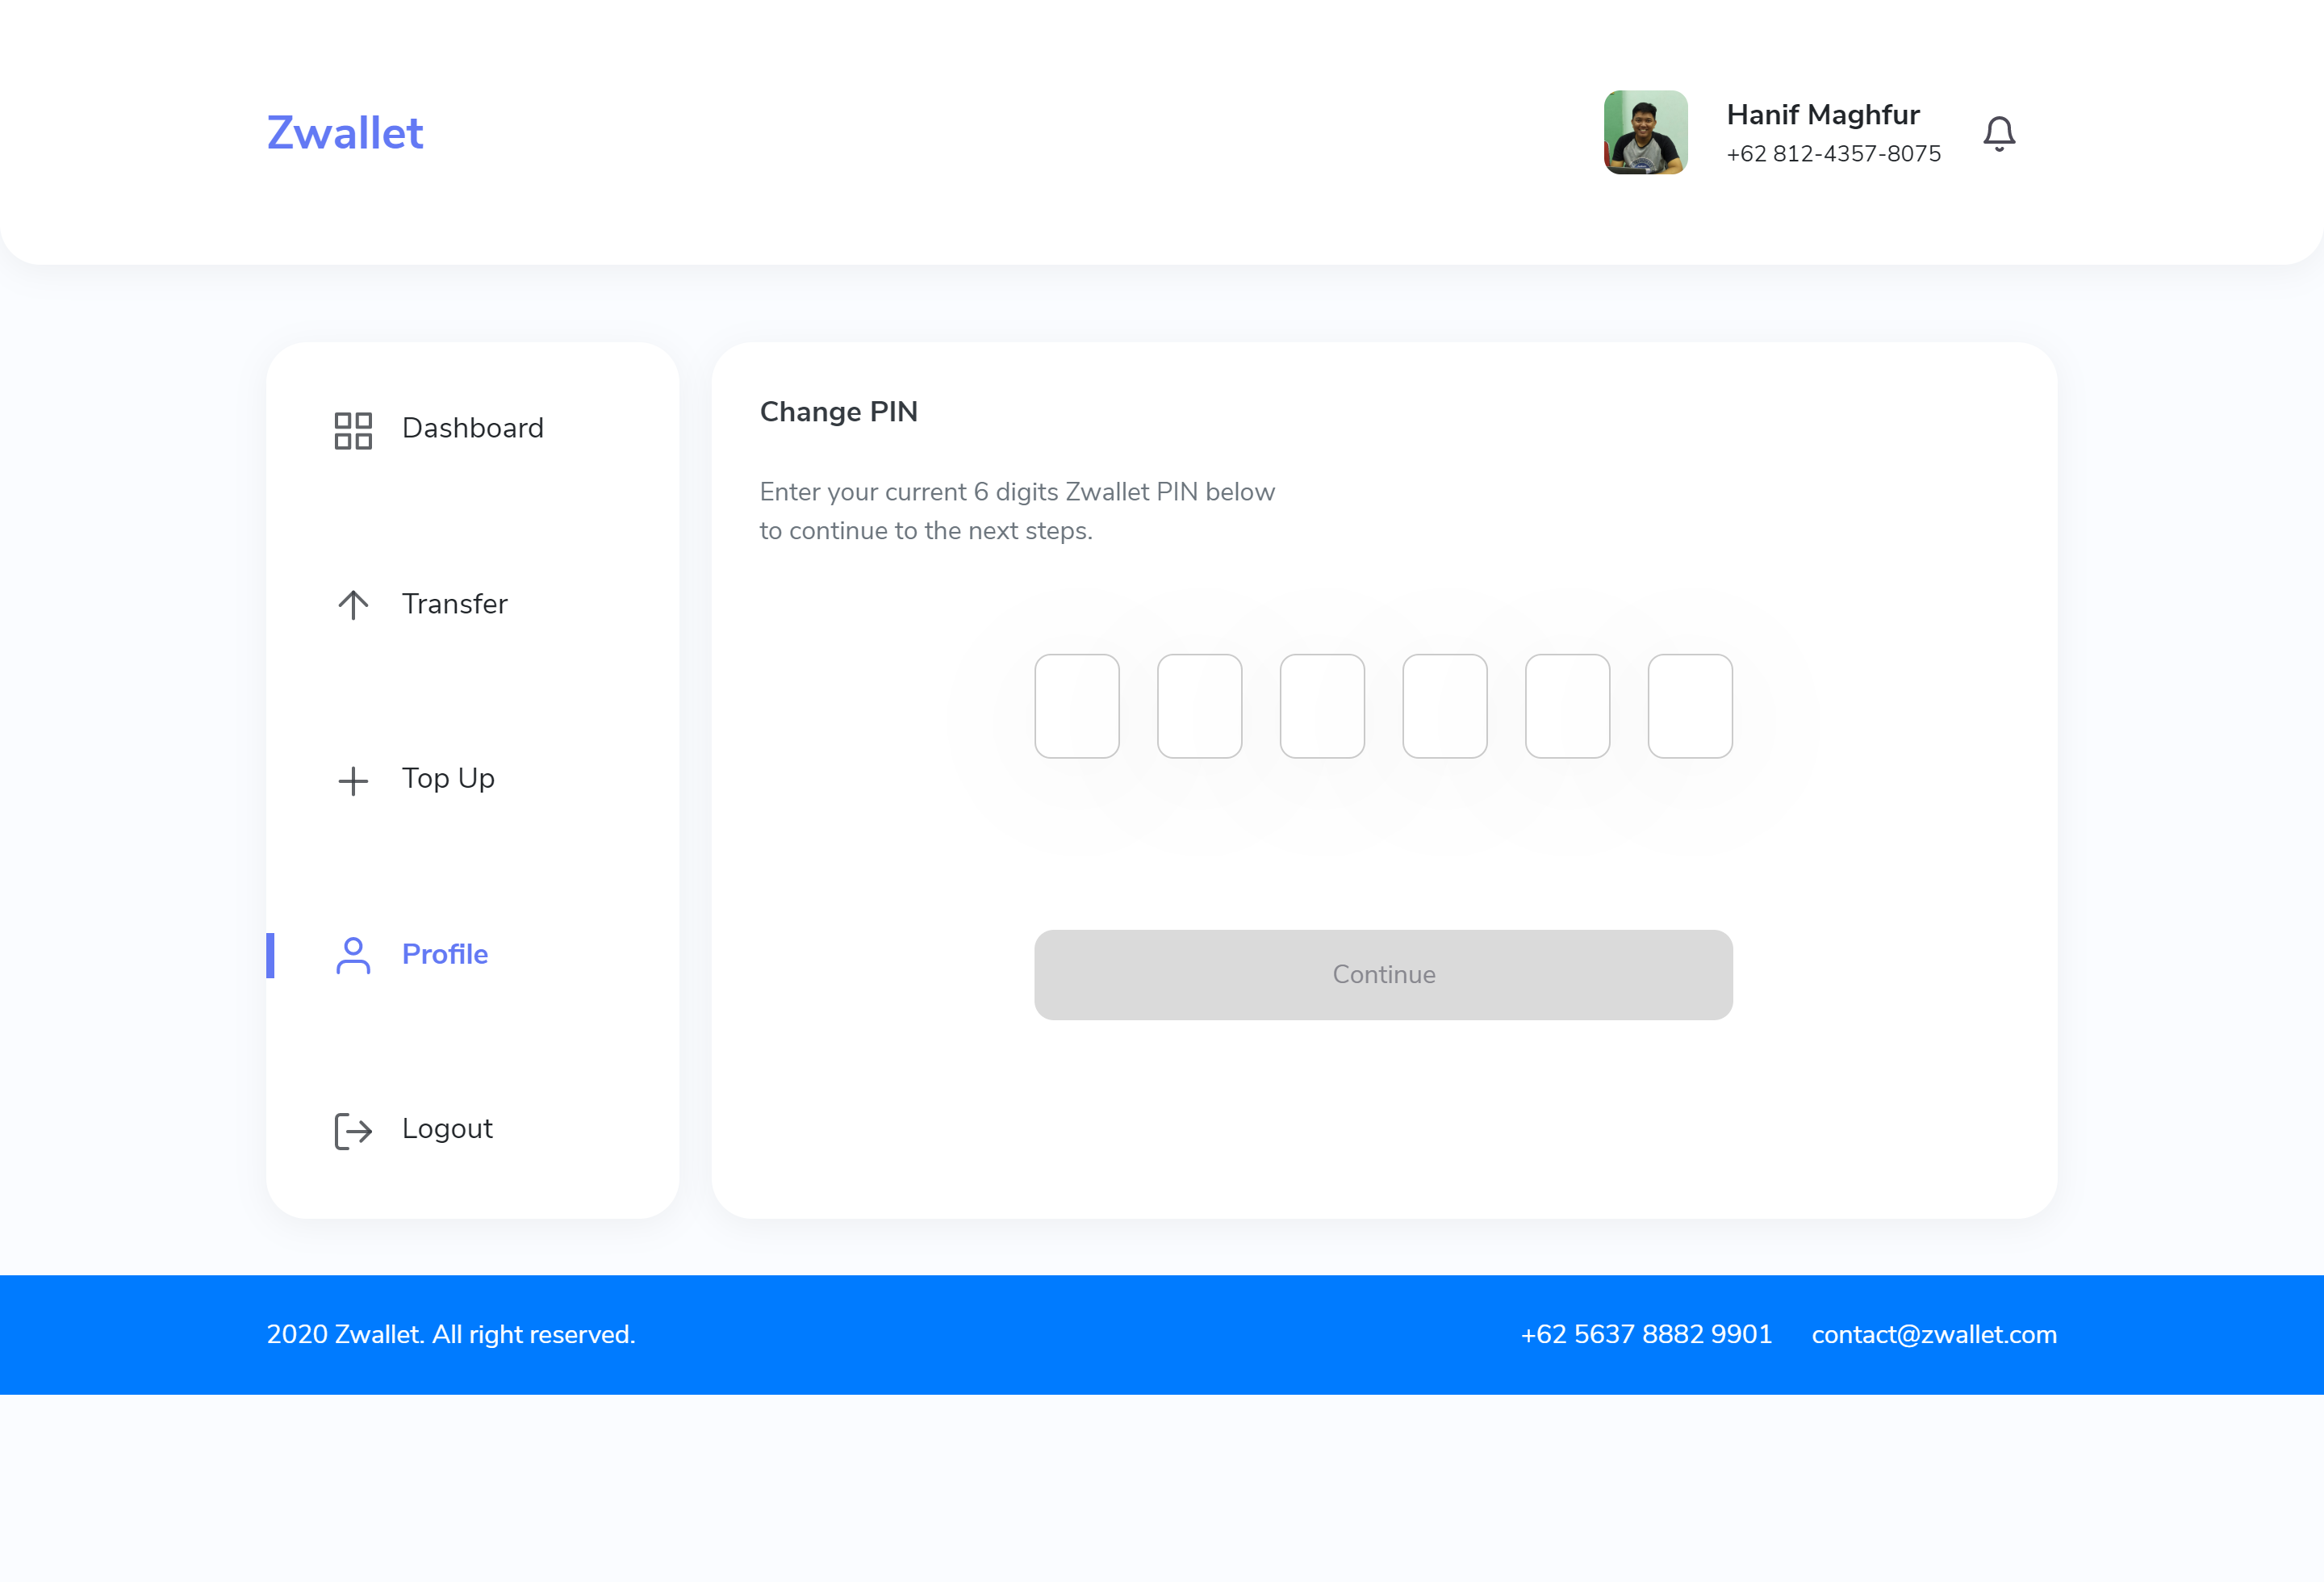 Zwallet
Hanif Maghfur
+62 812-4357-8075
Dashboard
Transfer
Top Up
Profile
Logout
Change PIN
Enter your current 6 digits Zwallet PIN below
to continue to the next steps.
Continue
2020 Zwallet. All right reserved.
+62 5637 8882 9901
contact@zwallet.com